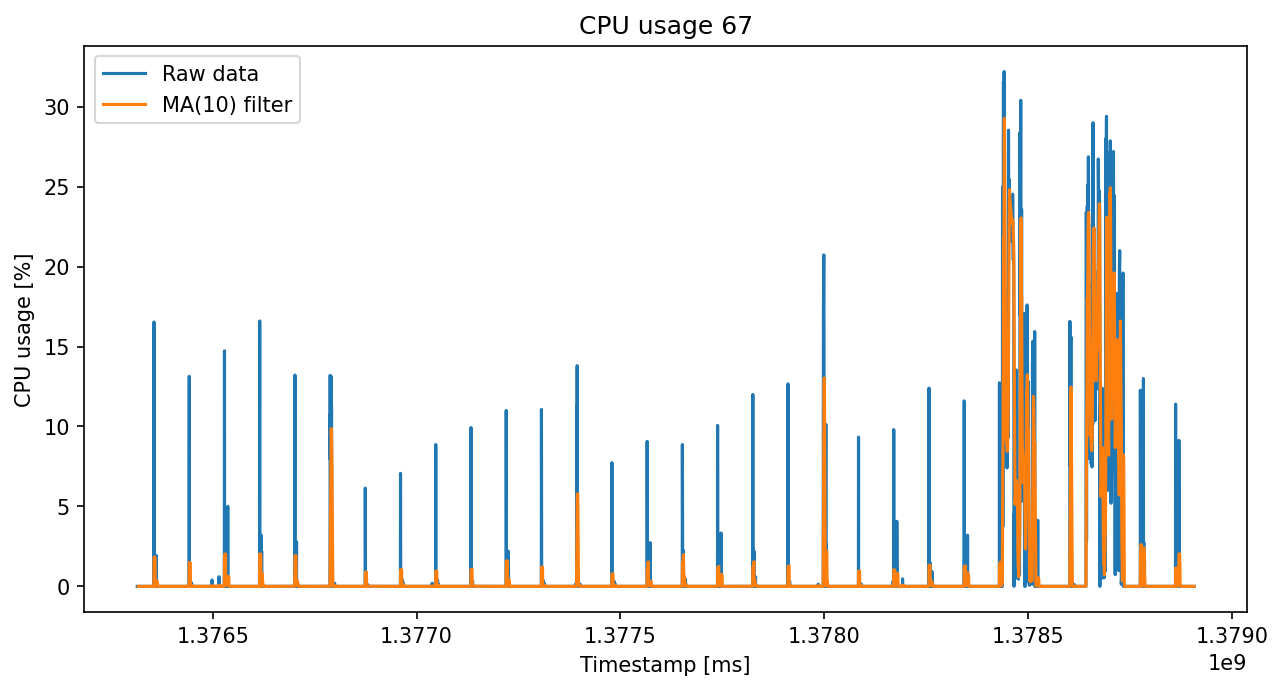 CPU usage 67
Raw data
MA(10) filter
CPU usage [%]
30
25
20
15
10
5
0
1.3765
1.3770
1.3775
1.3780
1.3785
1.3790
1e9
Timestamp [ms]